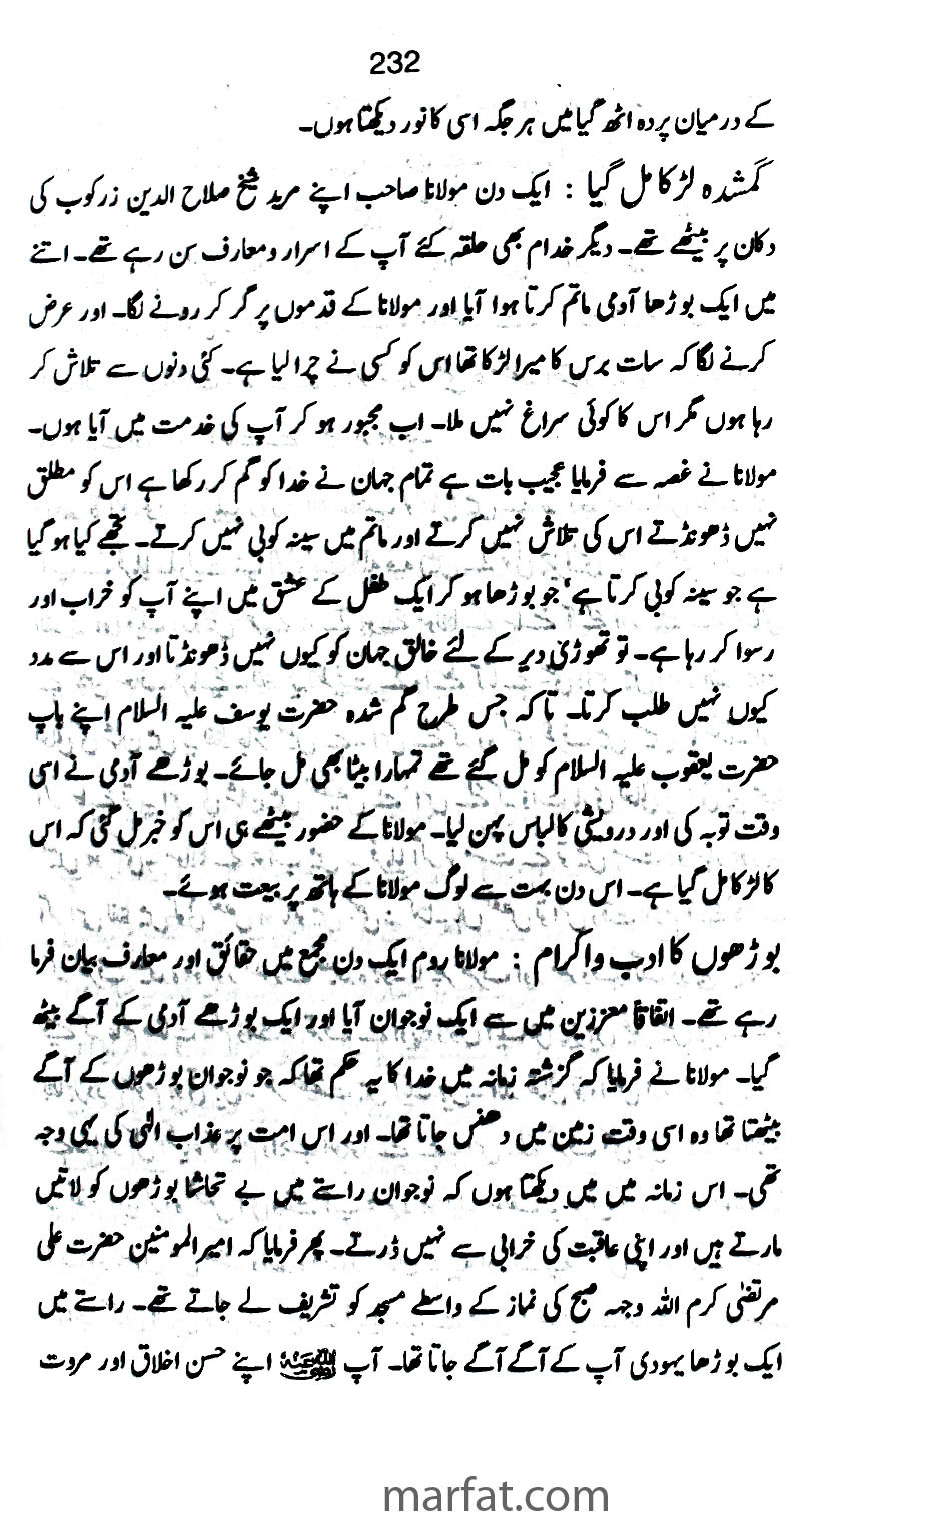 232
کے درمیان پردہ اٹھ گیا میں ہر جگہ اسی کا نور دیکھتا ہوں۔
گمشدہ لڑکا مل گیا : ایک دن مولانا صاحب اپنے مرید شیخ صلاح الدین زرکوب کی
دکان پر بیٹھے تھے۔ دیگر خدام بھی حلقہ کئے آپ کے اسرار ومعارف سن رہے تھے۔ اتنے
میں ایک بوڑھا آدمی ماتم کرتا ہوا آیا اور مولانا کے قدموں پر گر کر رونے لگا۔ اور عرض
کرنے لگا کہ سات برس کا میرا لڑکا تھا اس کو کسی نے چرا لیا ہے۔ کئی دنوں سے تلاش کر
رہا ہوں مگر اس کا کوئی سراغ نہیں ملا۔ اب مجبور ہو کر آپ کی خدمت میں آیا ہوں۔
مولانا نے غصہ سے فرمایا عجیب بات ہے تمام جہان نے خدا کو گم کر رکھا ہے اس کو مطلق
نہیں ڈھونڈتے اس کی تلاش نہیں کرتے اور ماتم میں سینہ کوبی نہیں کرتے۔ تجھے کیا ہو گیا
ہے جو سینہ کوبی کرتا ہے‘ جو بوڑھا ہو کر ایک طفل کے عشق میں اپنے آپ کو خراب اور
رسوا کر رہا ہے۔ تو تھوڑی دیر کے لئے خالق جہان کو کیوں نہیں ڈھونڈتا اور اس سے مدد
کیوں نہیں طلب کرتا۔ تاکہ جس طرح گم شدہ حضرت یوسف علیہ السلام اپنے باپ
حضرت یعقوب علیہ السلام کو مل گئے تھے تمہارا بیٹا بھی مل جائے۔ بوڑھے آدمی نے اسی
وقت توبہ کی اور درویشی کا لباس پہن لیا۔ مولانا کے حضور بیٹھے ہی اس کو خبر مل گئی کہ اس
کا لڑکا مل گیا ہے۔ اس دن بہت سے لوگ مولانا کے ہاتھ پر بیعت ہوئے۔
بوڑھوں کا ادب واکرام : مولانا روم ایک دن مجمع میں حقائق اور معارف بیان فرما
رہے تھے۔ اتفاقا معززین میں سے ایک نوجوان آیا اور ایک بوڑھے آدمی کے آگے بیٹھ
گیا۔ مولانا نے فرمایا کہ گزشتہ زمانہ میں خدا کا یہ حکم تھا کہ جو نوجوان بوڑھوں کے آگے
بیٹھتا تھا وہ اسی وقت زمین میں دھنس جاتا تھا۔ اور اس امت پر عذاب الٰہی کی یہی وجہ
تھی۔ اس زمانہ میں میں دیکھتا ہوں کہ نوجوان راستے میں بے تحاشا بوڑھوں کو لاتیں
مارتے ہیں اور اپنی عاقبت کی خرابی سے نہیں ڈرتے۔ پھر فرمایا کہ امیر المومنین حضرت علی
مرتضیٰ کرم اللہ وجہہ صبح کی نماز کے واسطے مسجد کو تشریف لے جاتے تھے۔ راستے میں
ایک بوڑھا یہودی آپ کے آگے آگے جاتا تھا۔ آپ ﷺ اپنے حسن اخلاق اور مروت
marfat.com